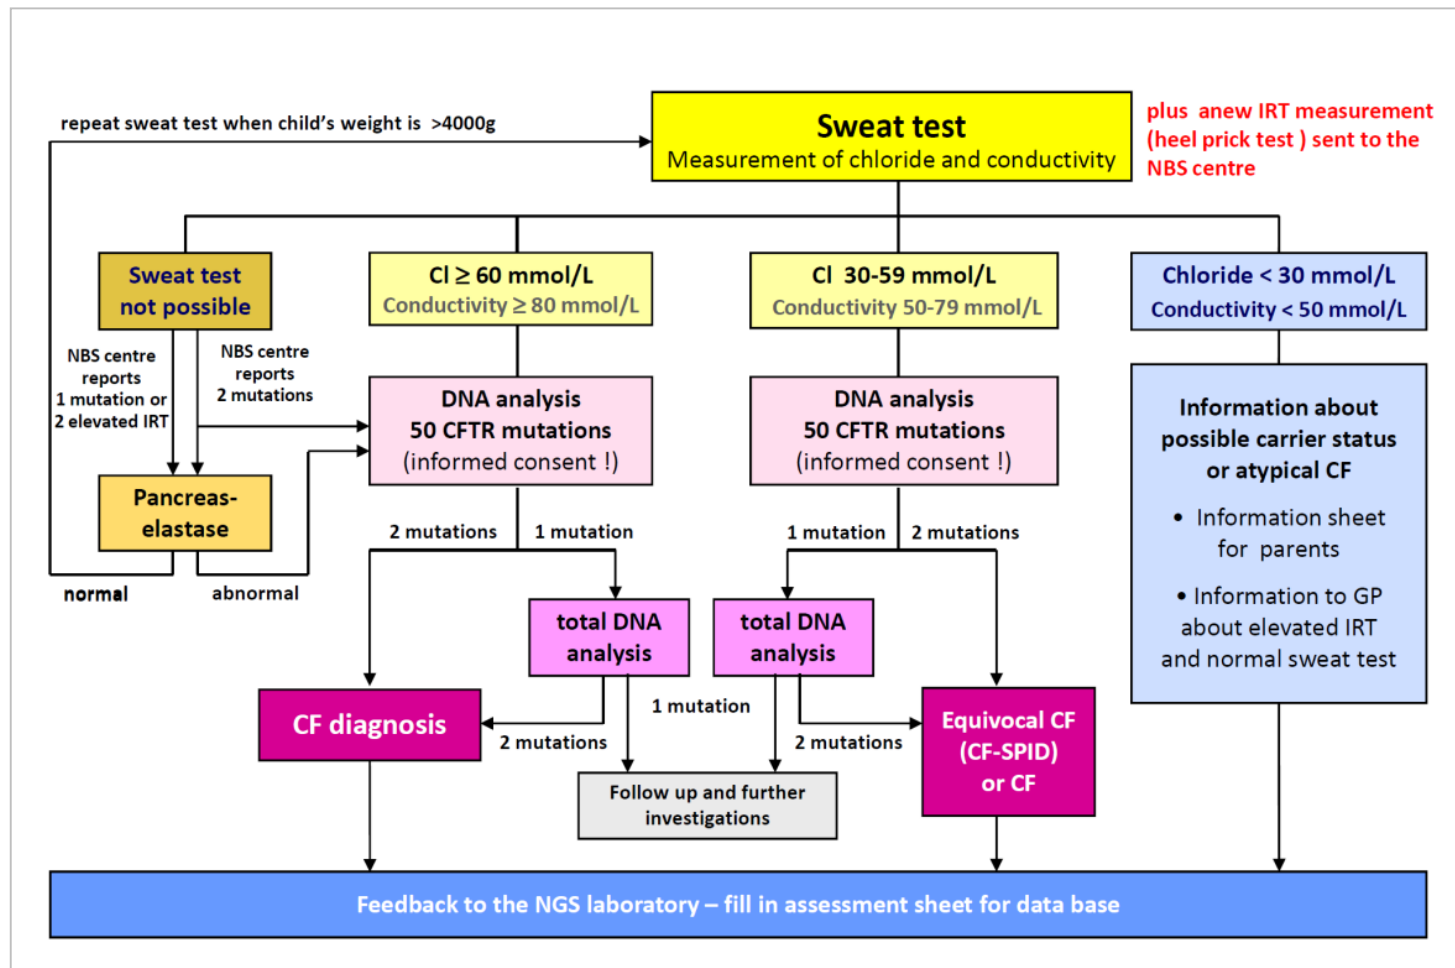 repeat sweat test when child's weight is >4000g
Sweat test
Measurement of chloride and conductivity
plus anew IRT measurement
(heel prick test ) sent to the
NBS centre
Sweat test
not possible
Cl ≥ 60 mmol/L
Conductivity ≥ 80 mmol/L
Cl 30-59 mmol/L
Conductivity 50-79 mmol/L
Chloride < 30 mmol/L
Conductivity < 50 mmol/L
NBS centre
reports
1 mutation or
2 elevated IRT
NBS centre
reports
2 mutations
DNA analysis
50 CFTR mutations
(informed consent !)
DNA analysis
50 CFTR mutations
(informed consent !)
Information about
possible carrier status
or atypical CF
• Information sheet
for parents
• Information to GP
about elevated IRT
and normal sweat test
Pancreas-
elastase
normal
abnormal
2 mutations
1 mutation
1 mutation
2 mutations
total DNA
analysis
total DNA
analysis
CF diagnosis
2 mutations
1 mutation
2 mutations
Equivocal CF
(CF-SPID)
or CF
Follow up and further
investigations
Feedback to the NGS laboratory – fill in assessment sheet for data base